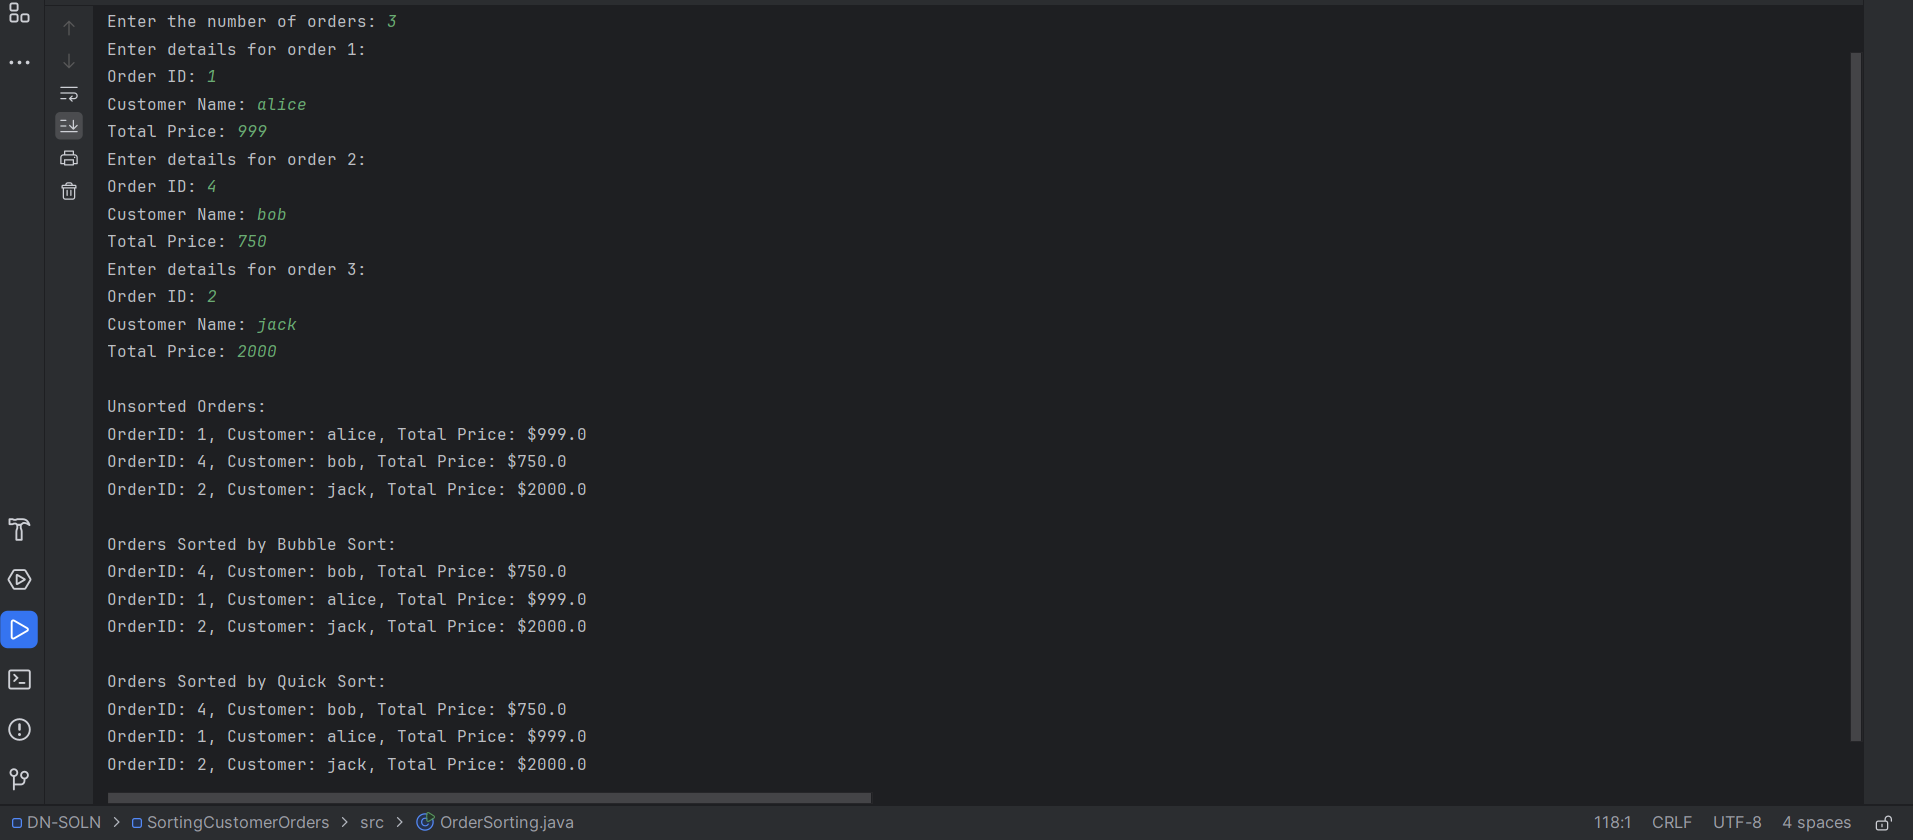 Enter the number of orders: 3
Enter details for order 1:
Order ID: 1
Customer Name: alice
Total Price: 999
Enter details for order 2:
Order ID: 4
Customer Name: bob
Total Price: 750
Enter details for order 3:
Order ID: 2
Customer Name: jack
Total Price: 2000

Unsorted Orders:
OrderID: 1, Customer: alice, Total Price: $999.0
OrderID: 4, Customer: bob, Total Price: $750.0
OrderID: 2, Customer: jack, Total Price: $2000.0

Orders Sorted by Bubble Sort:
OrderID: 4, Customer: bob, Total Price: $750.0
OrderID: 1, Customer: alice, Total Price: $999.0
OrderID: 2, Customer: jack, Total Price: $2000.0

Orders Sorted by Quick Sort:
OrderID: 4, Customer: bob, Total Price: $750.0
OrderID: 1, Customer: alice, Total Price: $999.0
OrderID: 2, Customer: jack, Total Price: $2000.0
DN-SOLN > SortingCustomerOrders > src > OrderSorting.java 118:1 CRLF UTF-8 4 spaces